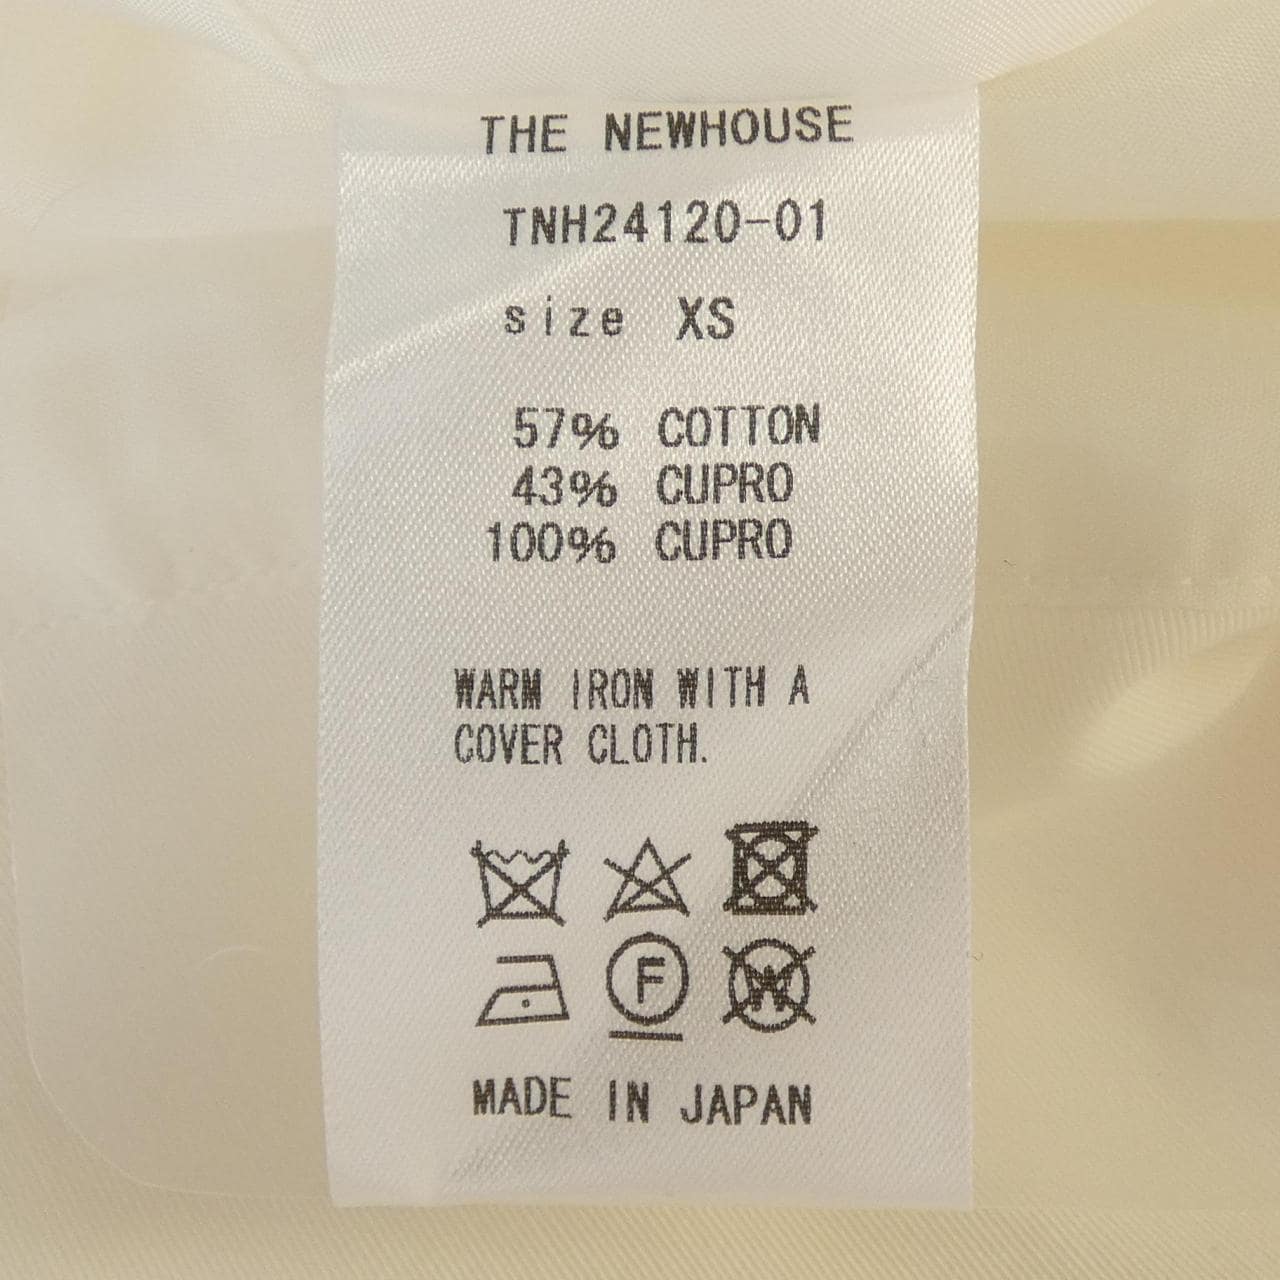 THE NEWHOUSE
TNH24120-01
size XS
57% COTTON
43% CUPRO
100% CUPRO
WARM IRON WITH A
COVER CLOTH.
F W
MADE IN JAPAN